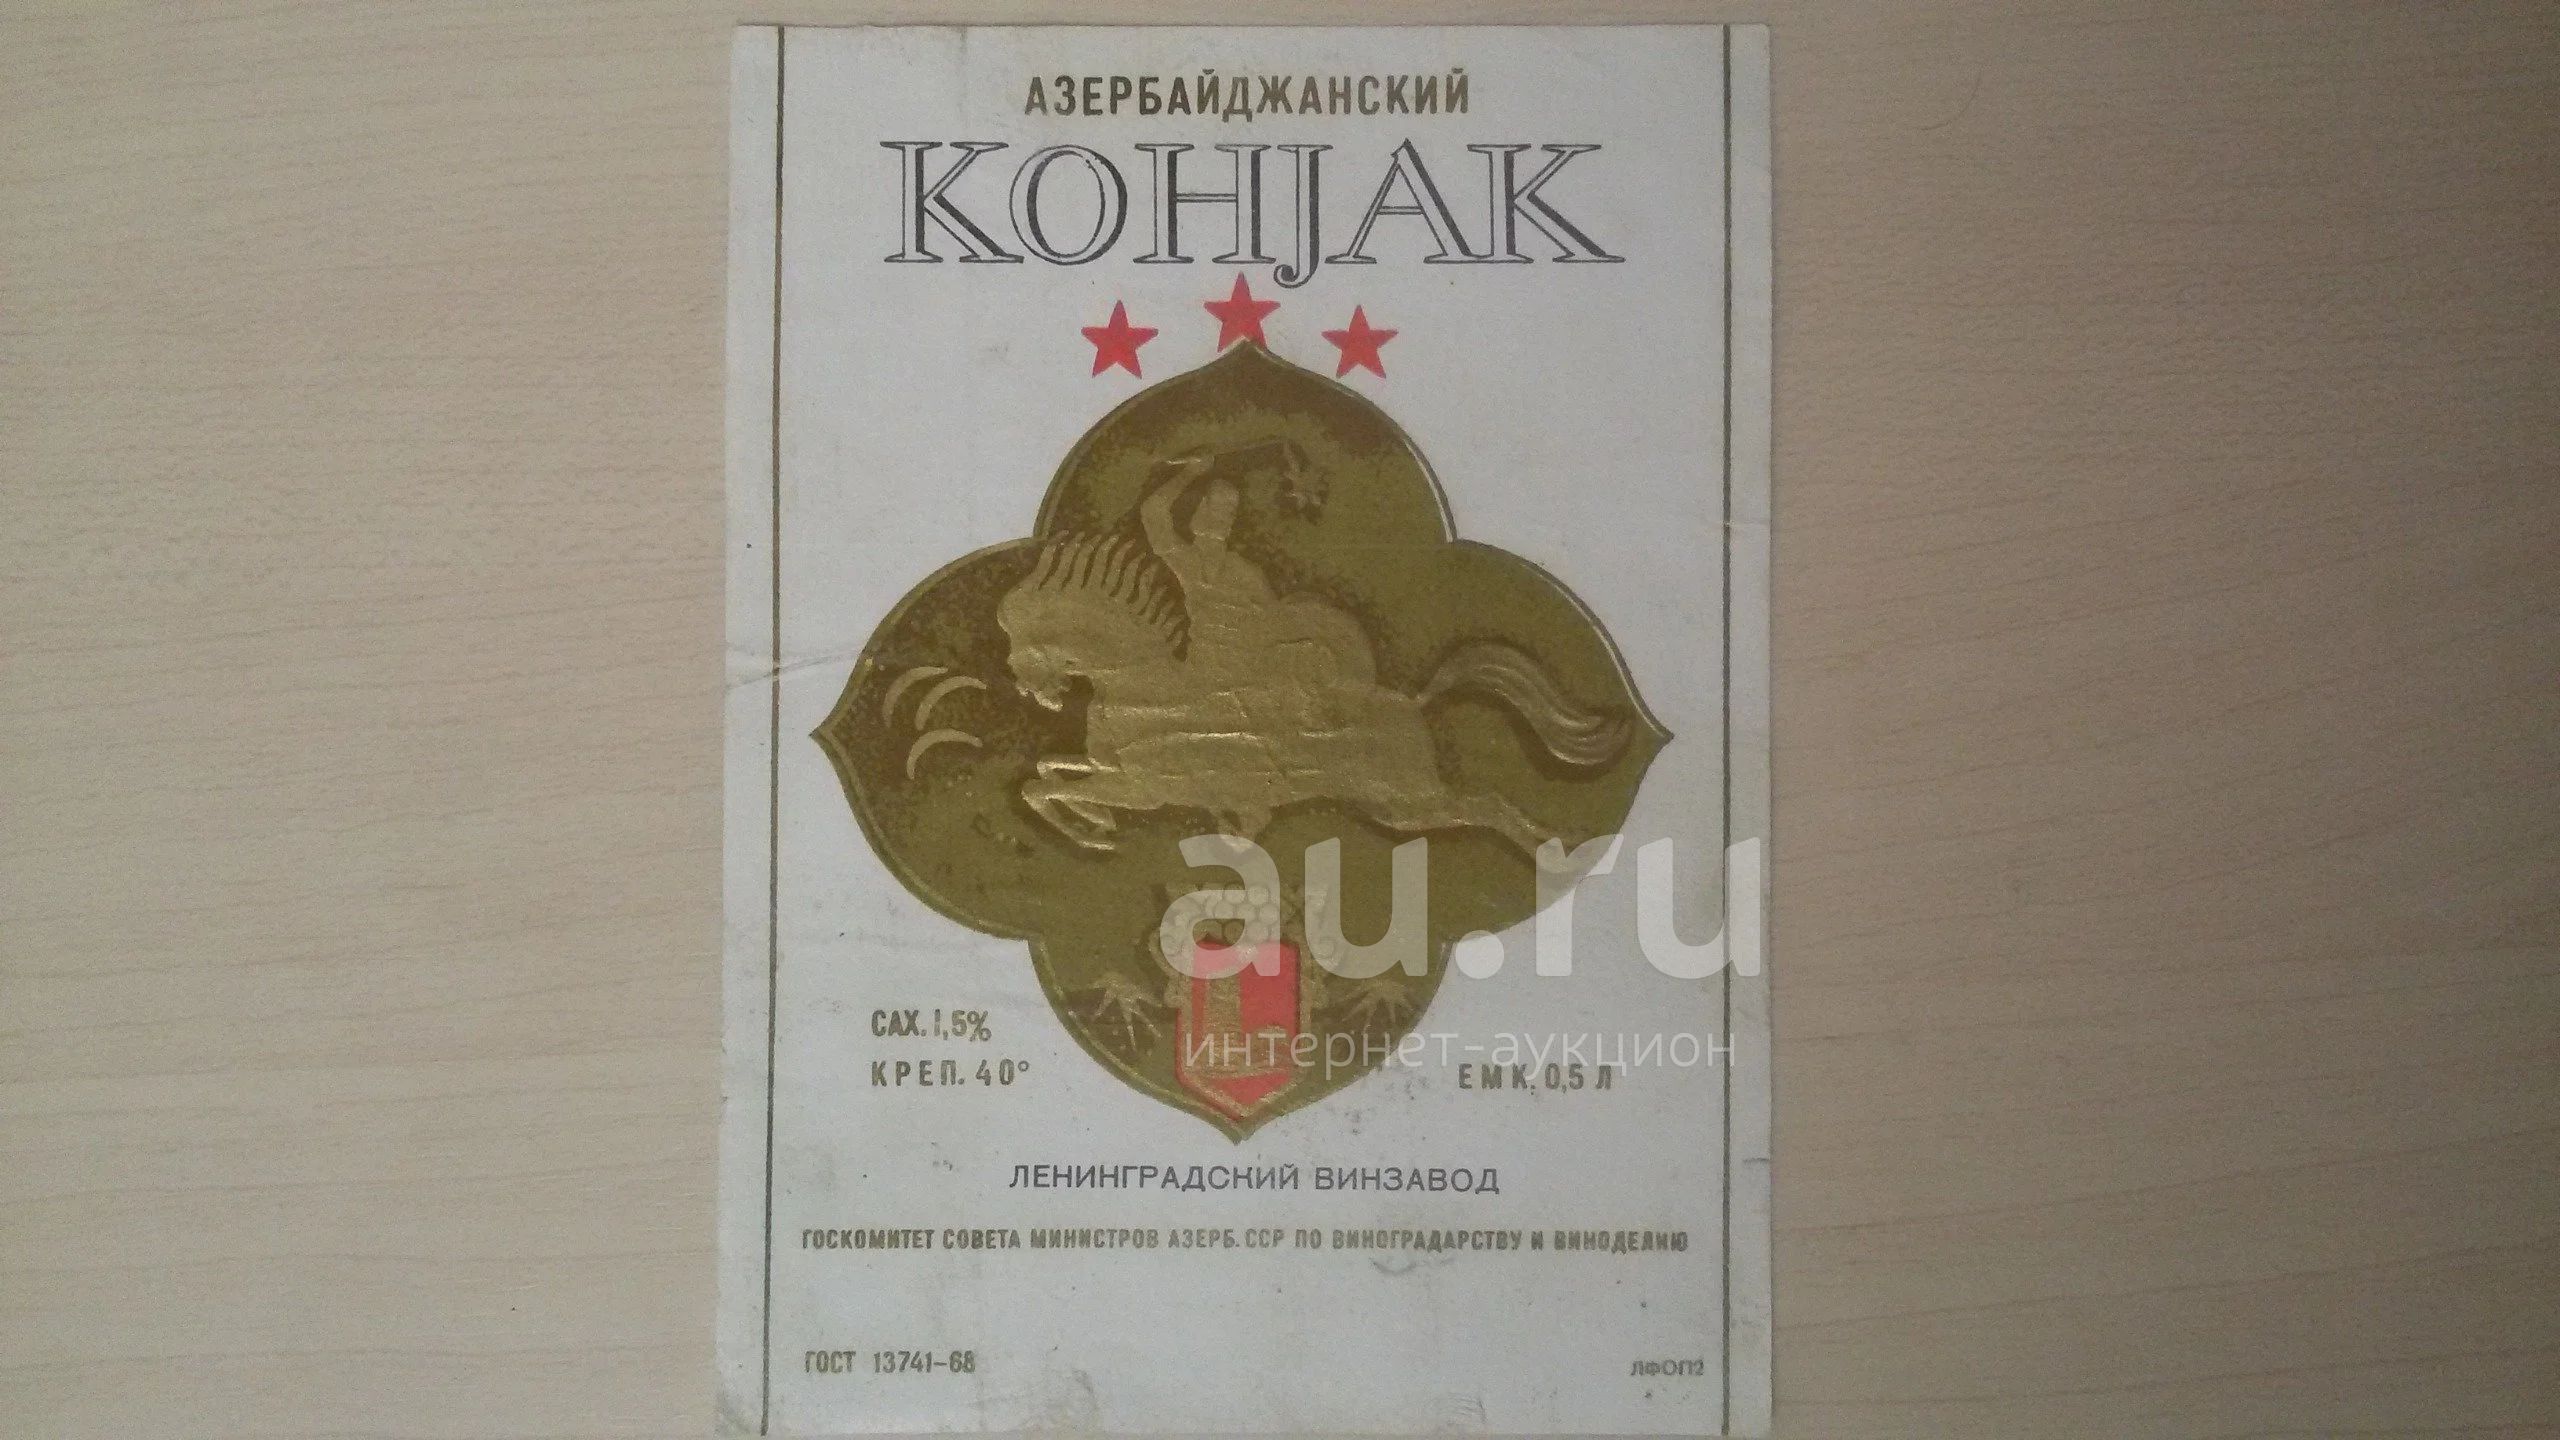 АЗЕРБАЙДЖАНСКИЙ
КОНЈАК
au.ru
интернет-аукцион
САХ. 1,5%
КРЕП. 40°
ЕМК. 0,5 Л
ЛЕНИНГРАДСКИЙ ВИНЗАВОД
ГОСКОМИТЕТ СОВЕТА МИНИСТРОВ АЗЕРБ. ССР ПО ВИНОГРАДАРСТВУ И ВИНОДЕЛИЮ
ГОСТ 13741-68
ЛФОП2